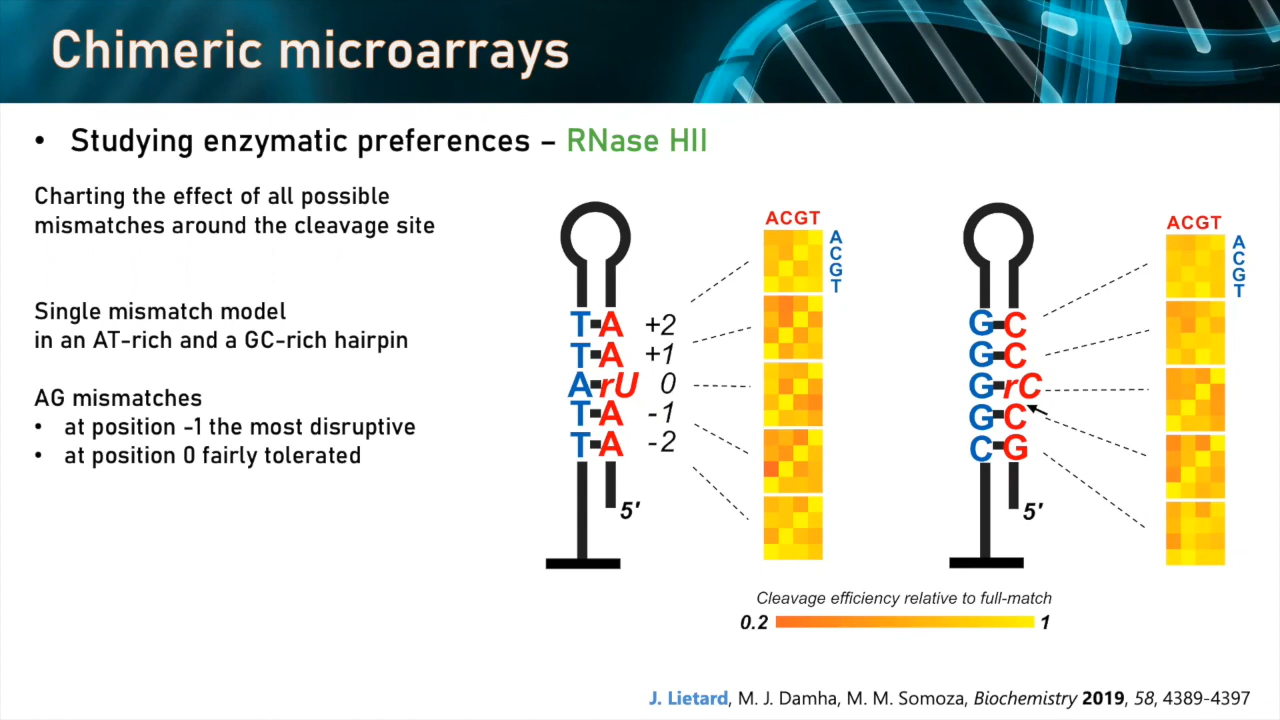 Chimeric microarrays
• Studying enzymatic preferences – RNase HII
Charting the effect of all possible
mismatches around the cleavage site
Single mismatch model
in an AT-rich and a GC-rich hairpin
AG mismatches
• at position -1 the most disruptive
• at position 0 fairly tolerated
T A +2
T A +1
A rU 0
T A -1
T A -2
5'
ACGT
A
C
G
T
G C
G C
G rC
G C
C G
5'
ACGT
A
C
G
T
Cleavage efficiency relative to full-match
0.2 1
J. Lietard, M. J. Damha, M. M. Somoza, Biochemistry 2019, 58, 4389-4397